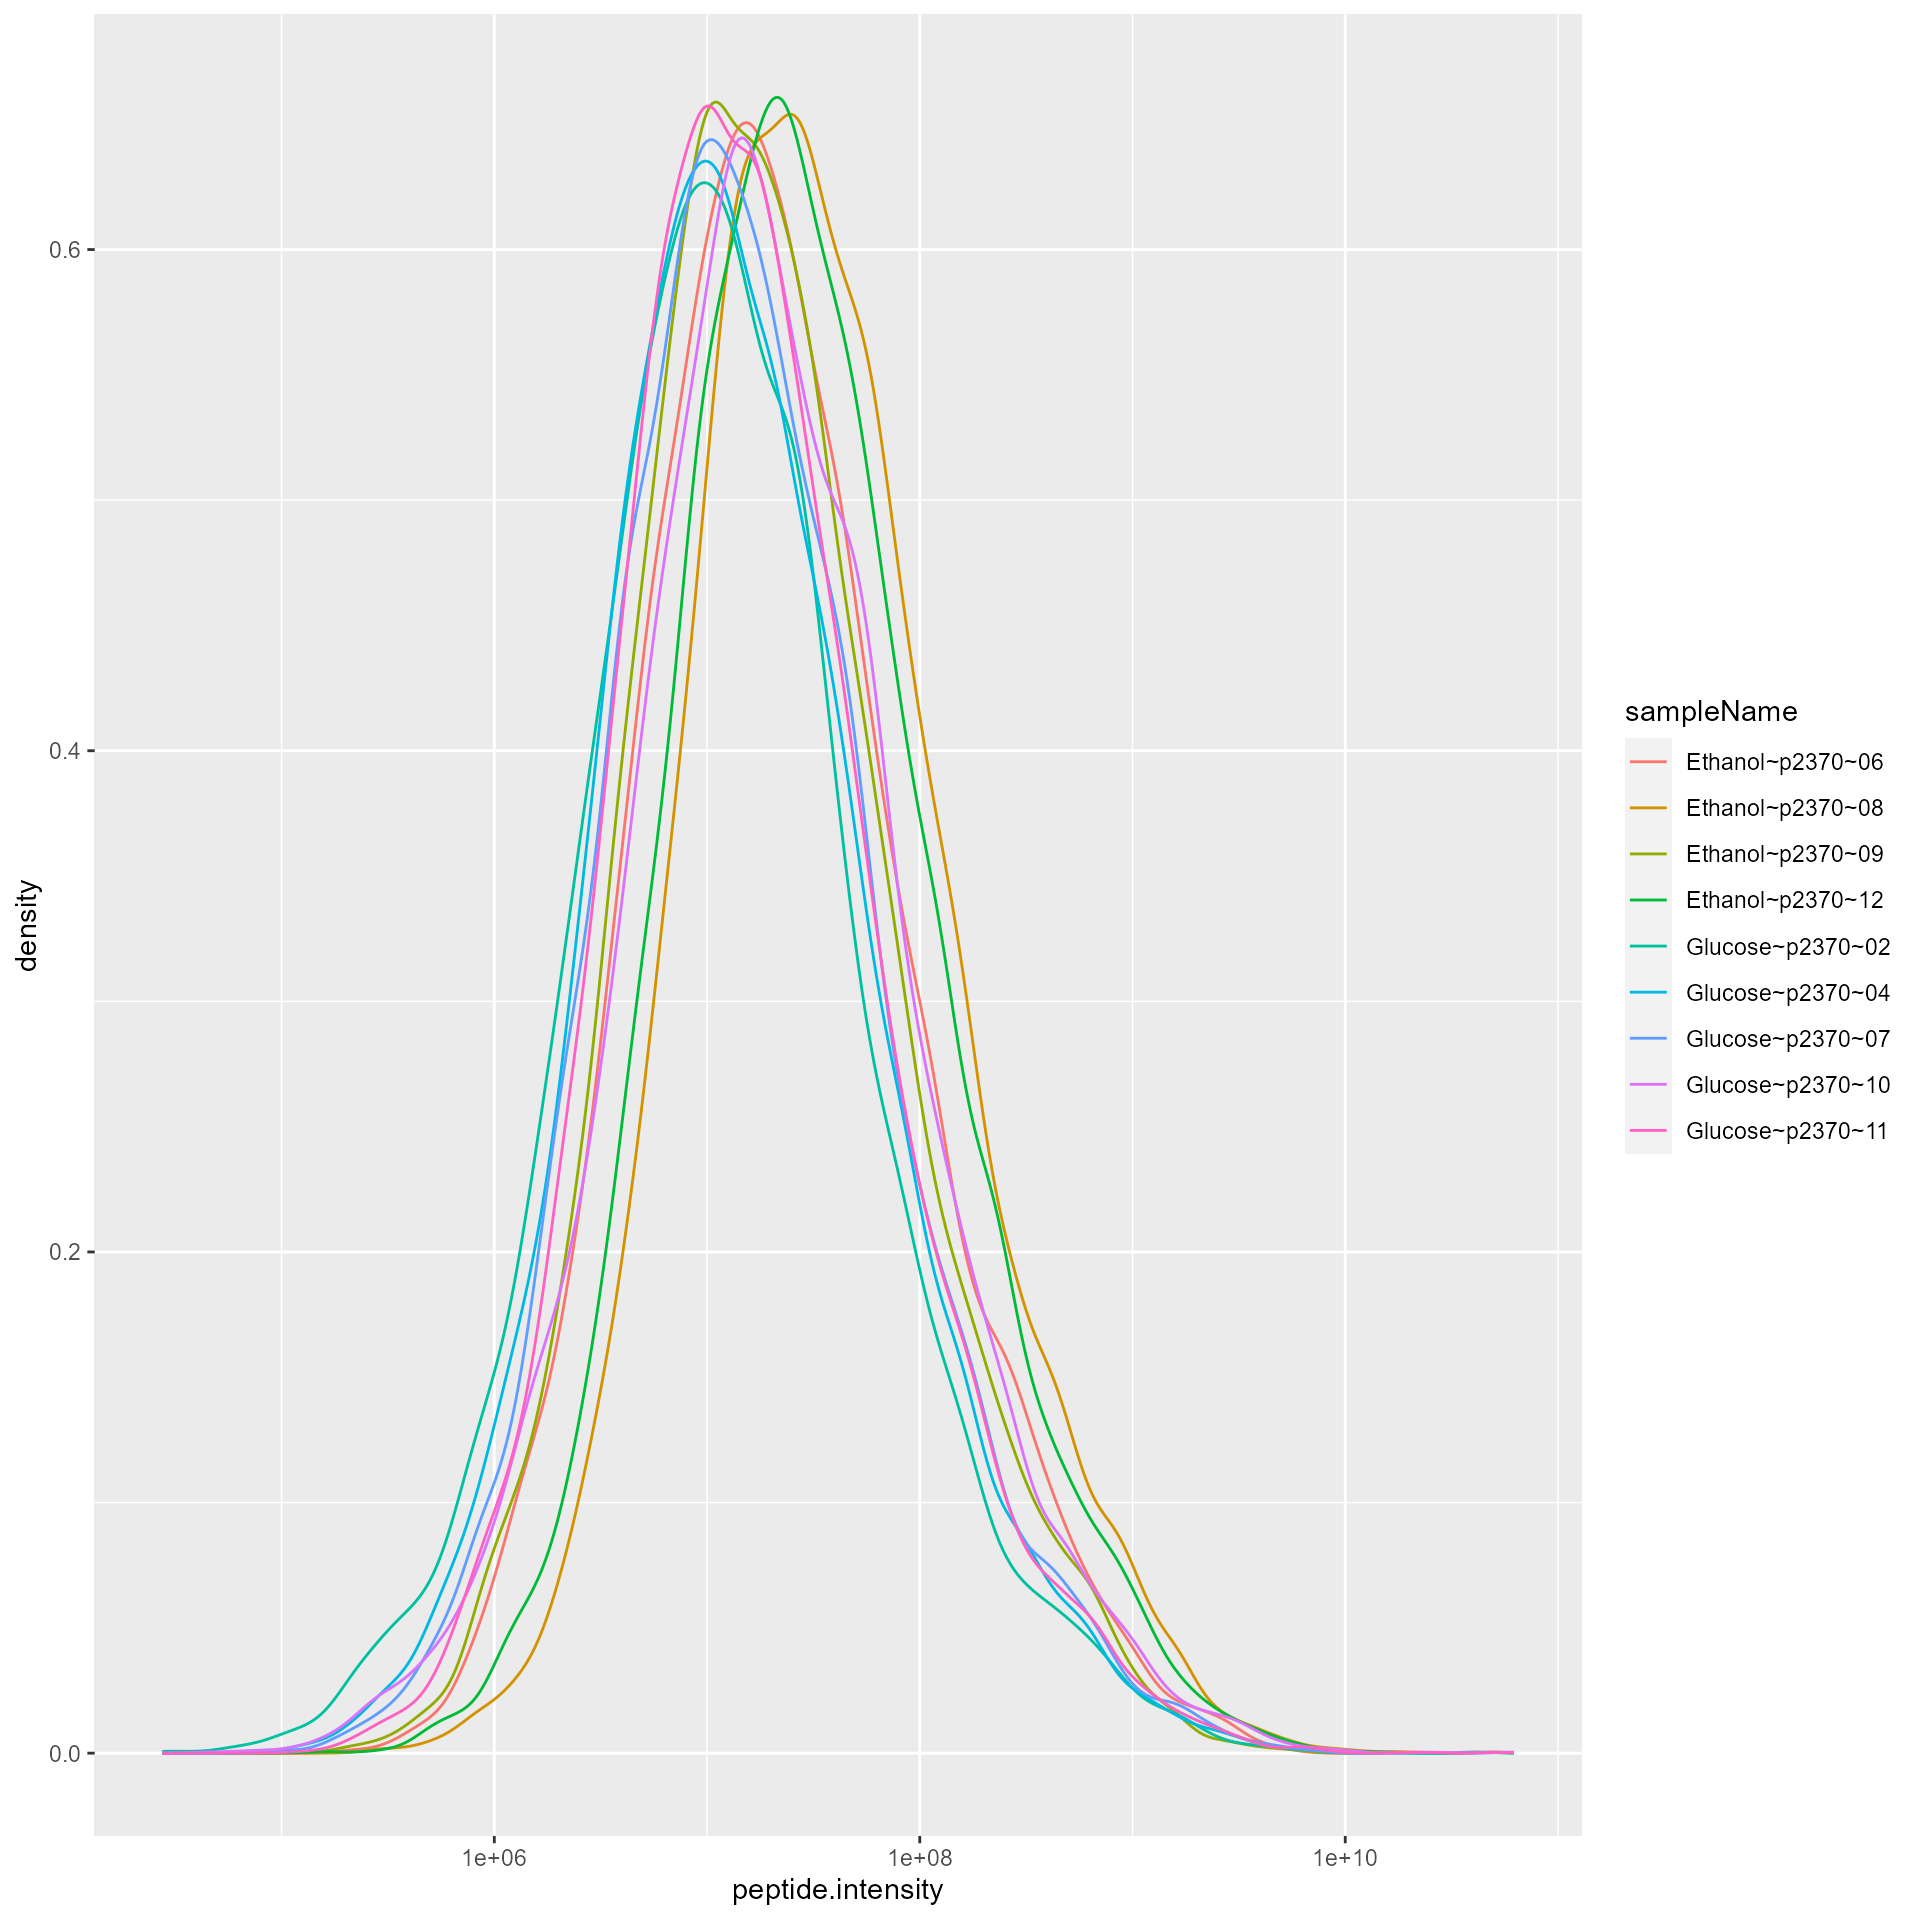 0.6
0.4
0.2
0.0
density
1e+06
1e+08
1e+10
peptide.intensity
sampleName
Ethanol~p2370~06
Ethanol~p2370~08
Ethanol~p2370~09
Ethanol~p2370~12
Glucose~p2370~02
Glucose~p2370~04
Glucose~p2370~07
Glucose~p2370~10
Glucose~p2370~11